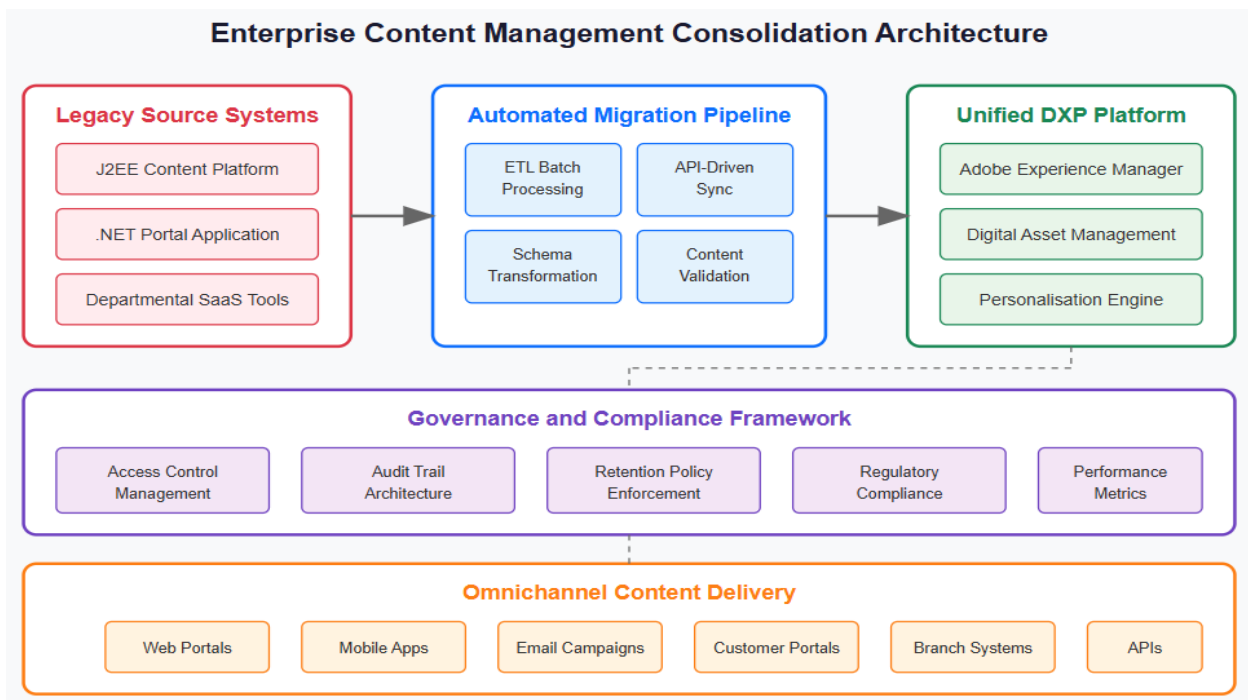 Enterprise Content Management Consolidation Architecture
Legacy Source Systems
J2EE Content Platform
.NET Portal Application
Departmental SaaS Tools
Automated Migration Pipeline
ETL Batch
Processing
API-Driven
Sync
Schema
Transformation
Content
Validation
Unified DXP Platform
Adobe Experience Manager
Digital Asset Management
Personalisation Engine
Governance and Compliance Framework
Access Control
Management
Audit Trail
Architecture
Retention Policy
Enforcement
Regulatory
Compliance
Performance
Metrics
Omnichannel Content Delivery
Web Portals
Mobile Apps
Email Campaigns
Customer Portals
Branch Systems
APIs